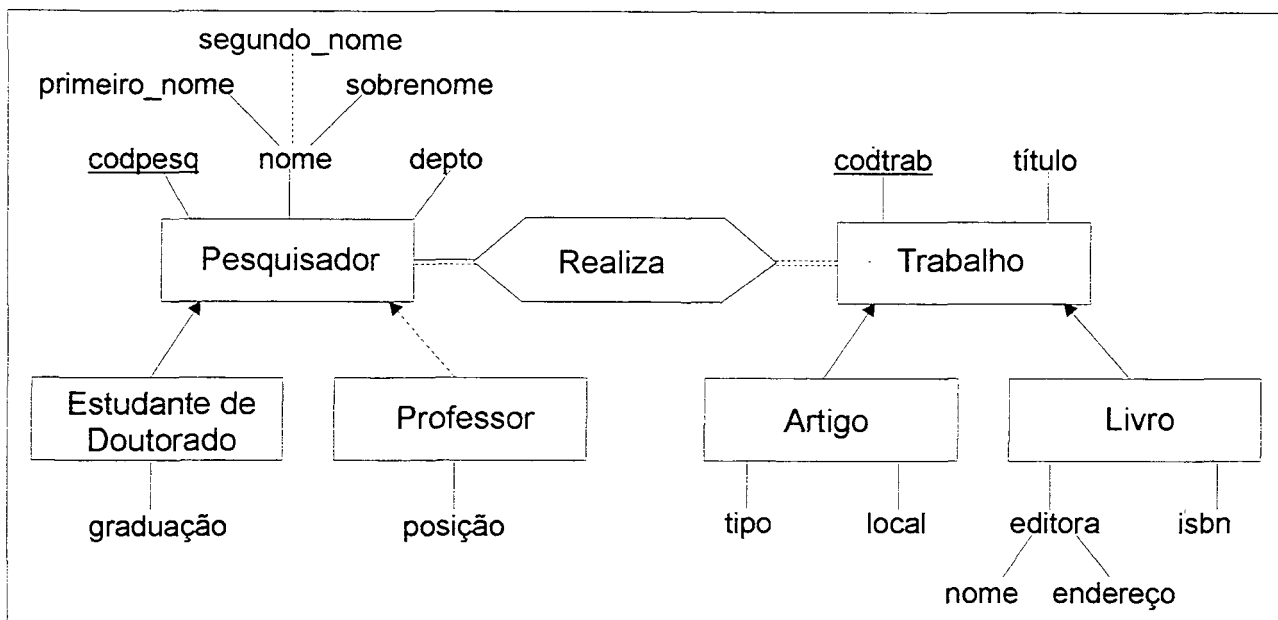 segundo_nome
primeiro_nome sobrenome
codpesq nome depto codtrab título
Pesquisador Realiza Trabalho
Estudante de
Doutorado
Professor Artigo Livro
graduação posição tipo local editora isbn
nome endereço